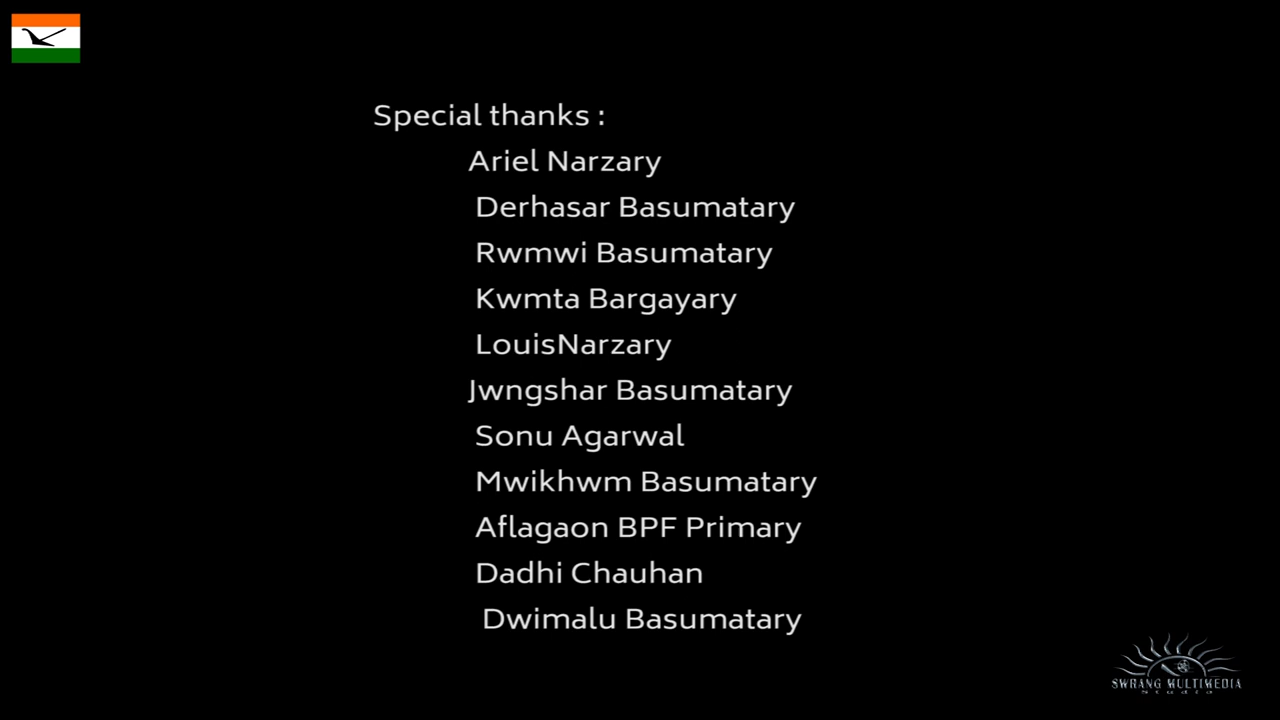 Special thanks :
Ariel Narzary
Derhasar Basumatary
Rwmwi Basumatary
Kwmta Bargayary
LouisNarzary
Jwngshar Basumatary
Sonu Agarwal
Mwikhwm Basumatary
Aflagaon BPF Primary
Dadhi Chauhan
Dwimalu Basumatary
SWRANG MULTIMEDIA
Studio